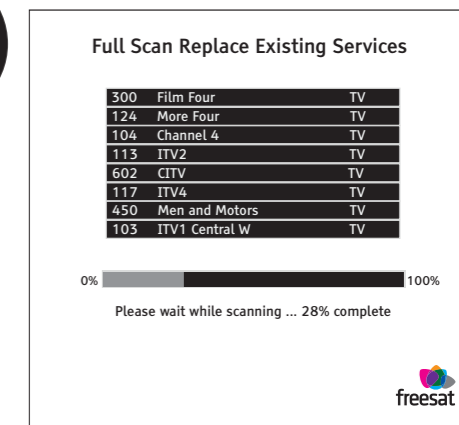 Full Scan Replace Existing Services
300 Film Four TV
124 More Four TV
104 Channel 4 TV
113 ITV2 TV
602 CITV TV
117 ITV4 TV
450 Men and Motors TV
103 ITV1 Central W TV
0% 100%
Please wait while scanning ... 28% complete
freesat